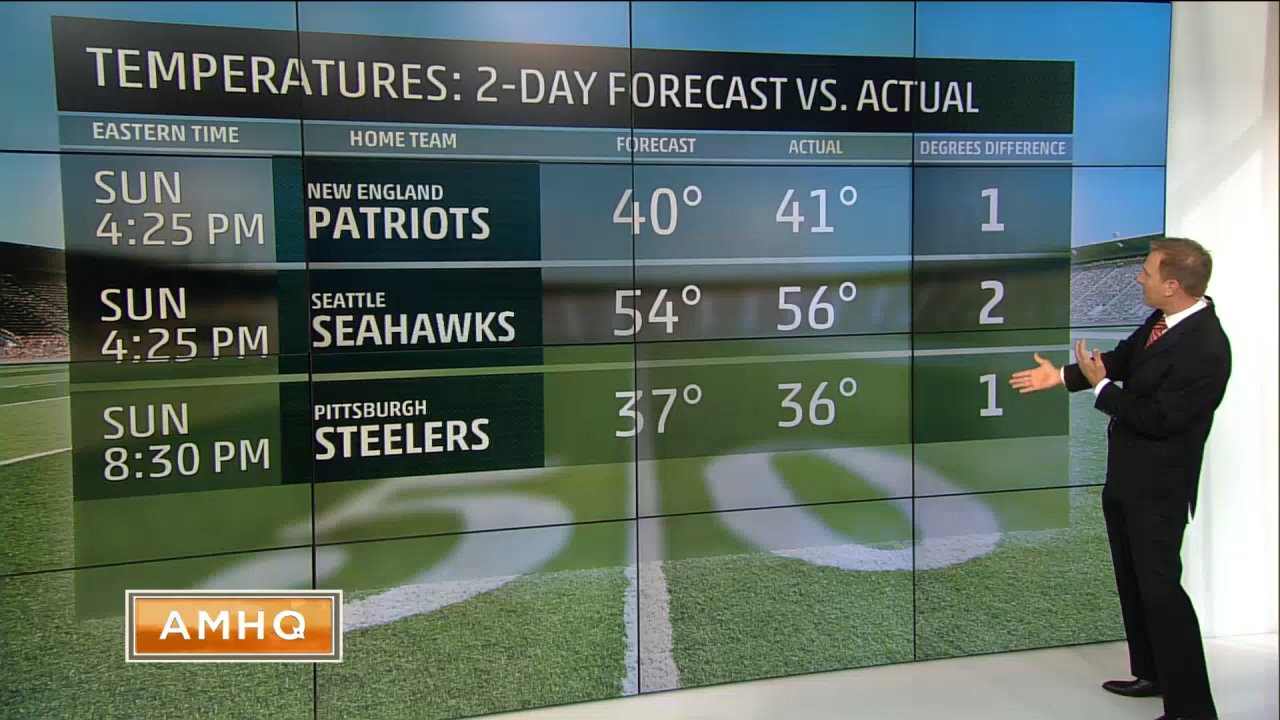 TEMPERATURES: 2-DAY FORECAST VS. ACTUAL
EASTERN TIME HOME TEAM FORECAST ACTUAL DEGREES DIFFERENCE
SUN
4:25 PM
NEW ENGLAND
PATRIOTS
40° 41° 1
SUN
4:25 PM
SEATTLE
SEAHAWKS
54° 56° 2
SUN
8:30 PM
PITTSBURGH
STEELERS
37° 36° 1
50
AMHQ